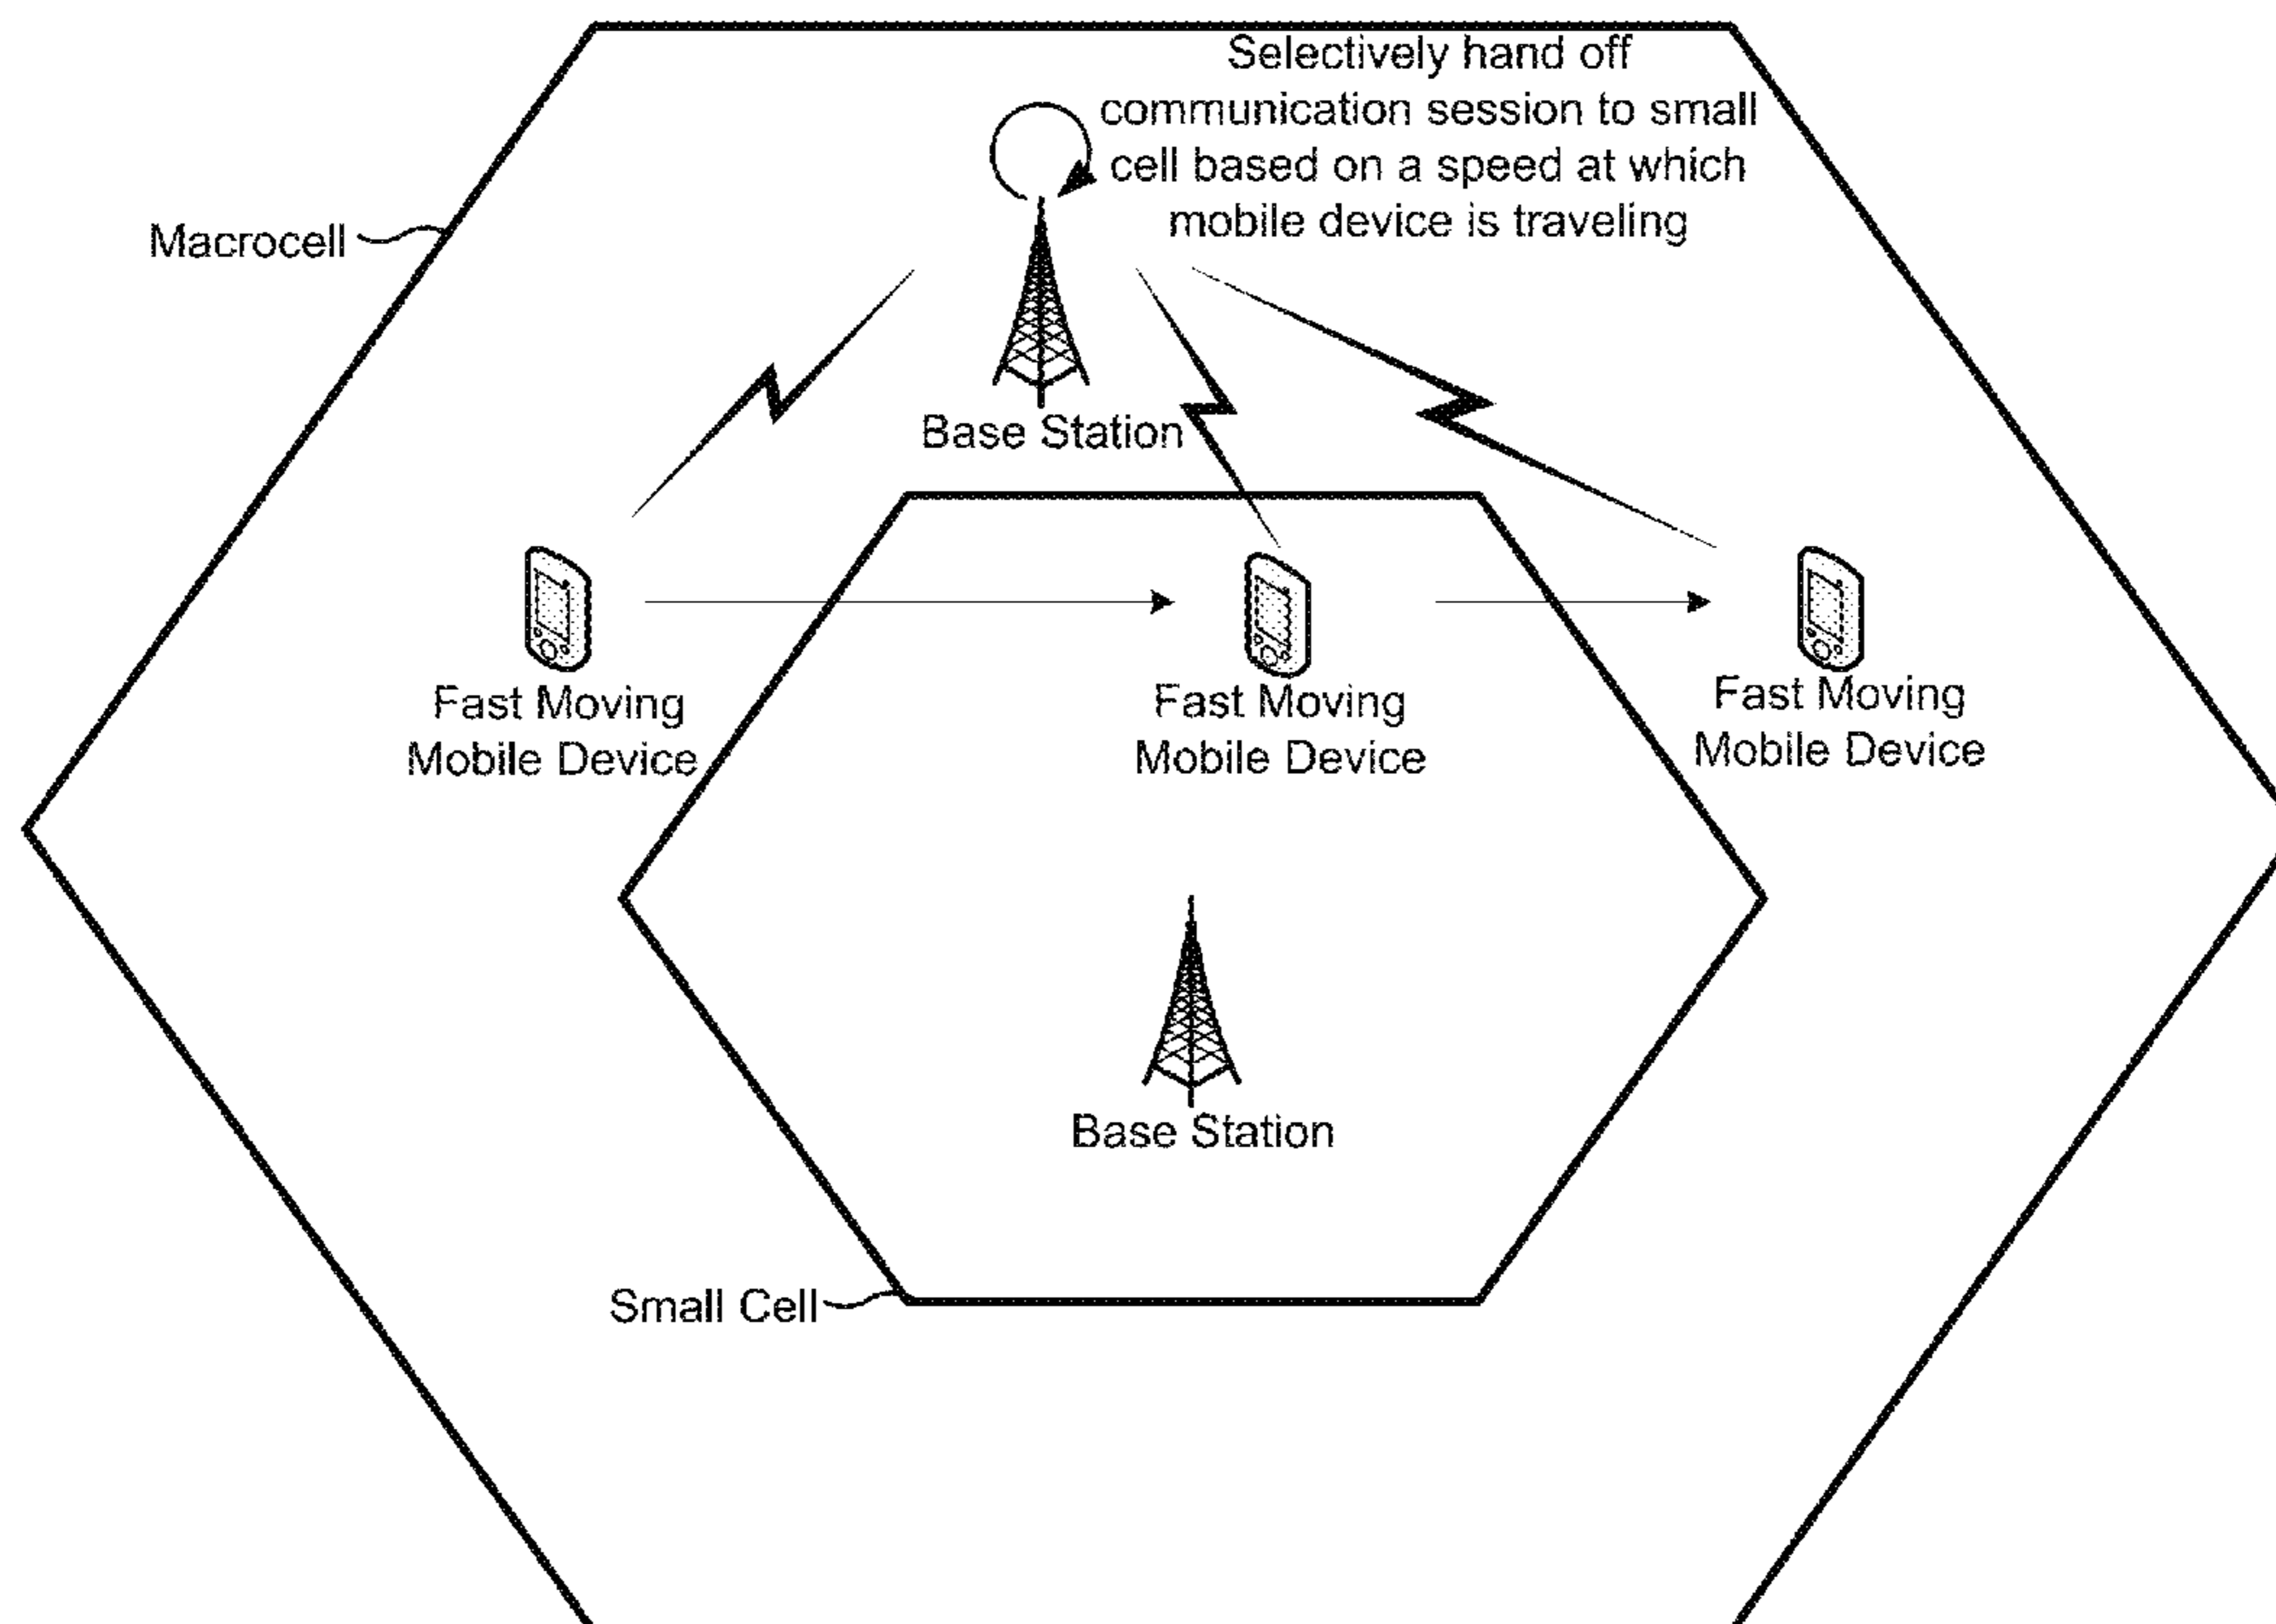 Selectively hand off
communication session to small
cell based on a speed at which
mobile device is traveling
Macrocell
Base Station
Fast Moving
Mobile Device
Fast Moving
Mobile Device
Fast Moving
Mobile Device
Base Station
Small Cell